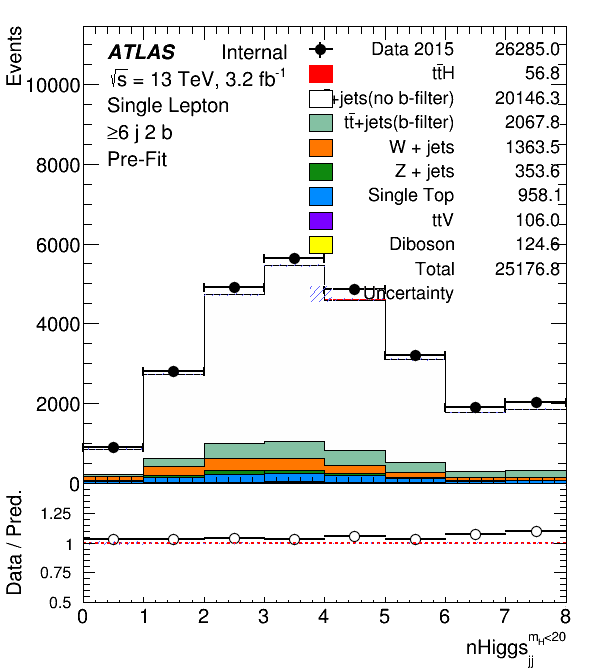 Events
ATLAS Internal
√s = 13 TeV, 3.2 fb⁻¹
Single Lepton
≥6 j 2 b
Pre-Fit
Data 2015 26285.0
tt̄H 56.8
+jets(no b-filter) 20146.3
tt̄+jets(b-filter) 2067.8
W + jets 1363.5
Z + jets 353.6
Single Top 958.1
ttV 106.0
Diboson 124.6
Total 25176.8
Uncertainty
10000
8000
6000
4000
2000
0
Data / Pred.
1.25
1
0.75
0.5
0 1 2 3 4 5 6 7 8
nHiggs_jj^{m_H<20}